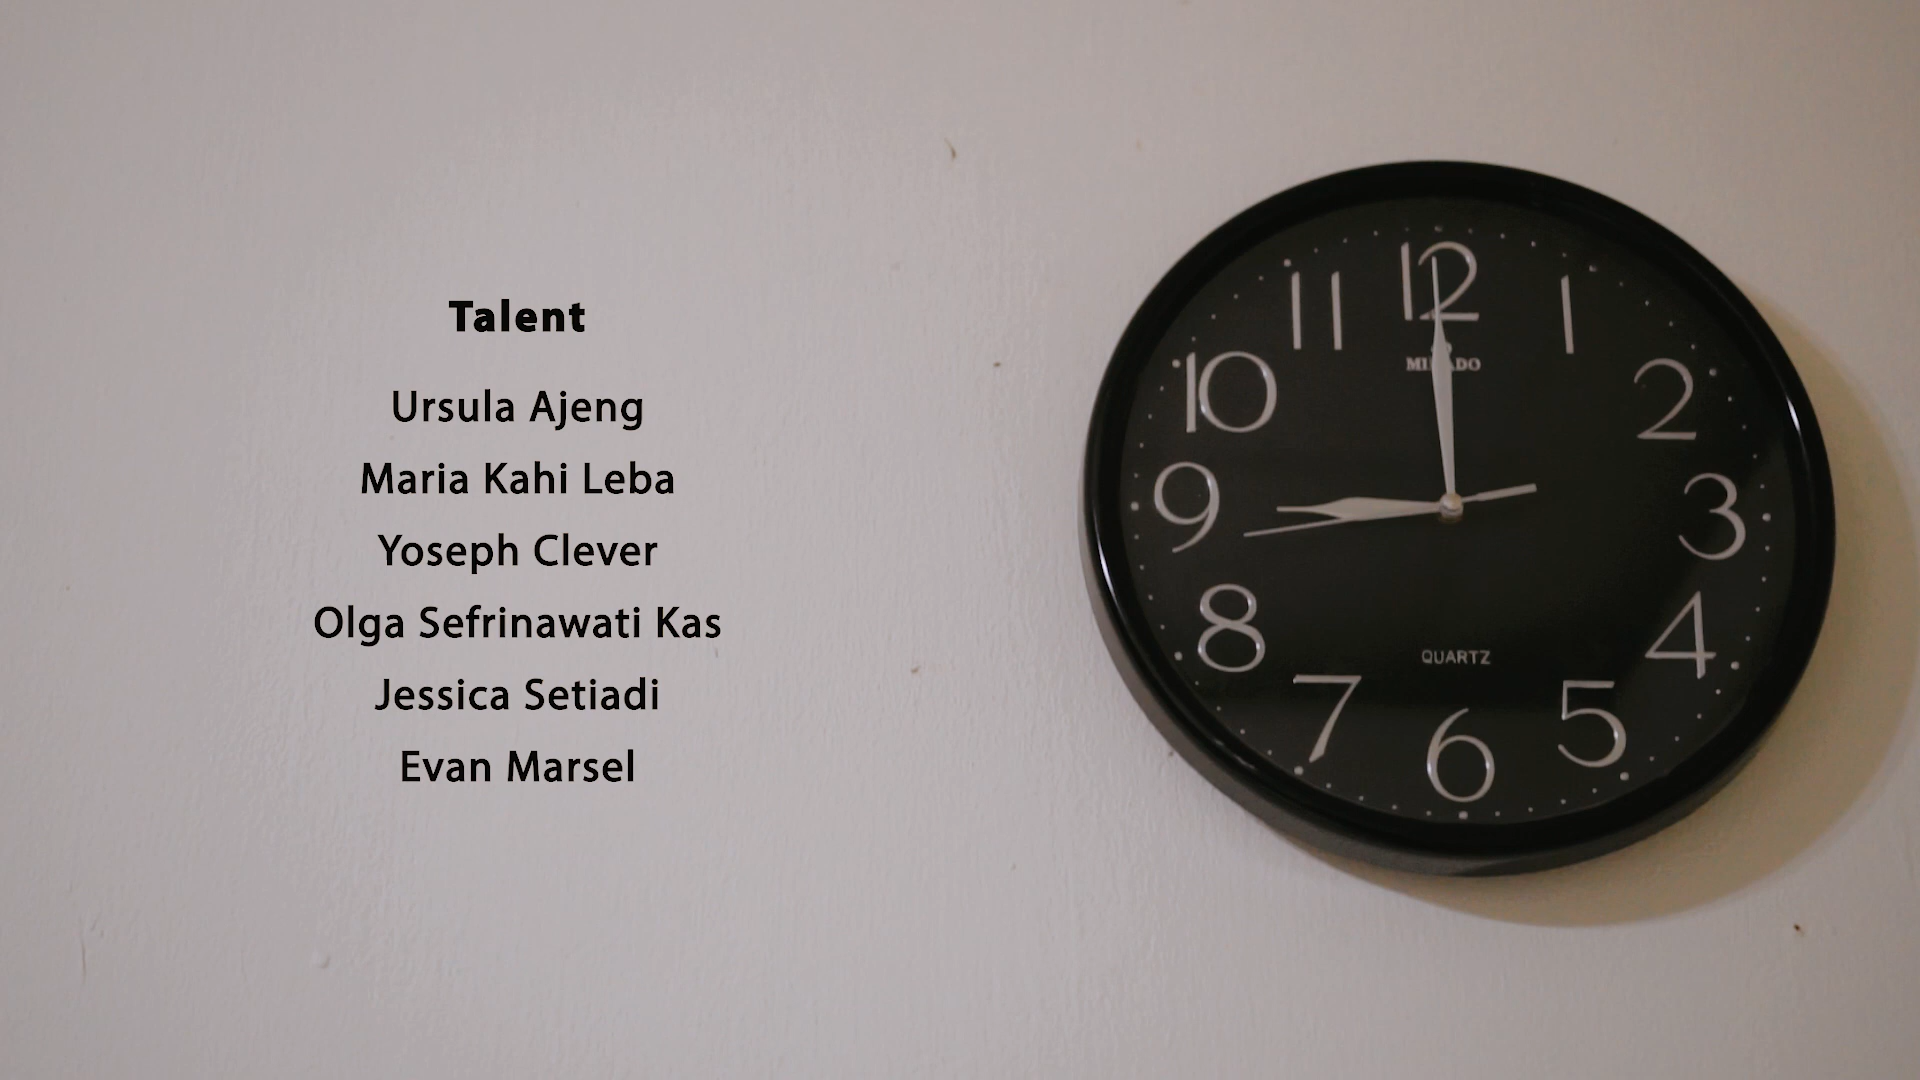 Talent
Ursula Ajeng
Maria Kahi Leba
Yoseph Clever
Olga Sefrinawati Kas
Jessica Setiadi
Evan Marsel
12
11
1
10
2
9
3
8
4
QUARTZ
7
5
6